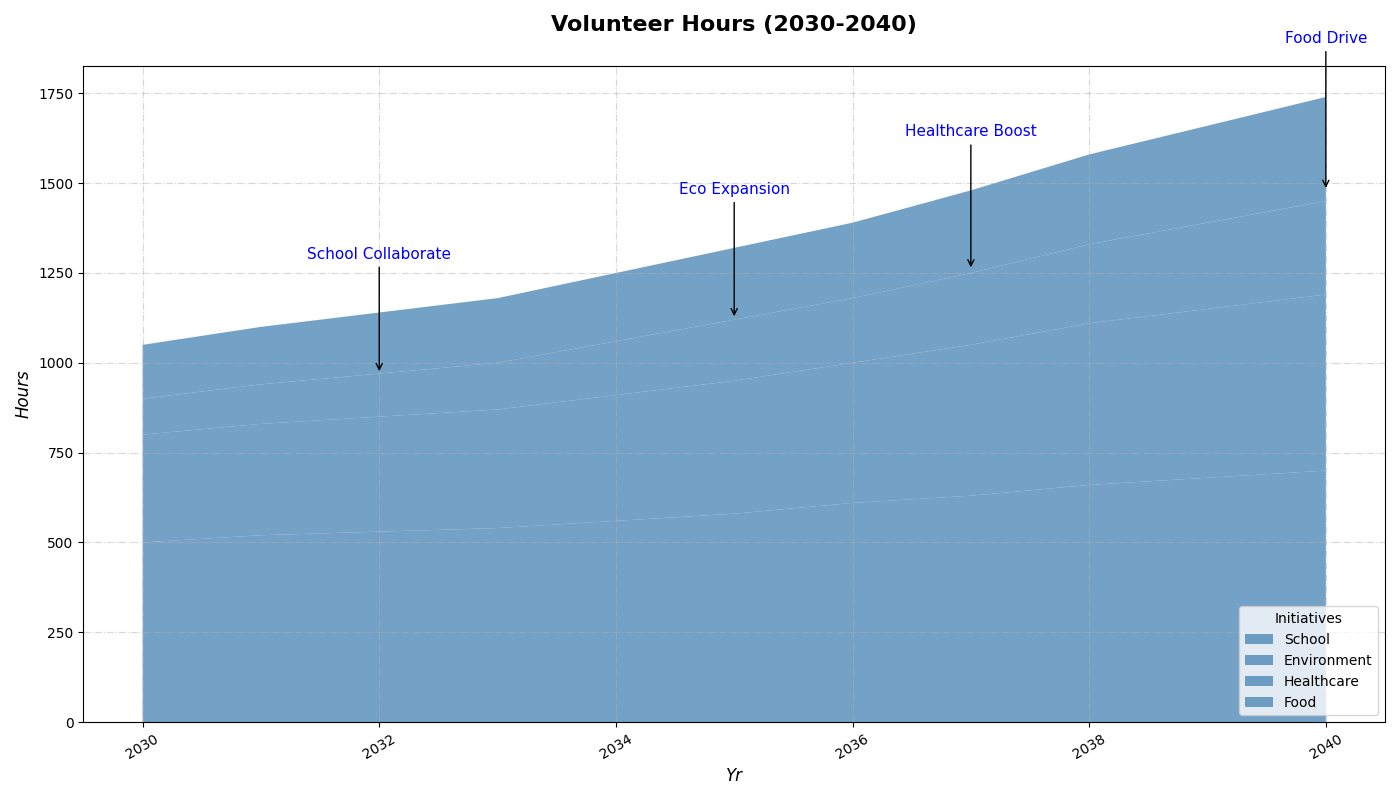 Volunteer Hours (2030-2040)
Food Drive
Healthcare Boost
Eco Expansion
School Collaborate
1750
1500
1250
1000
750
500
250
0
Hours
2030
2032
2034
2036
2038
2040
Yr
Initiatives
School
Environment
Healthcare
Food